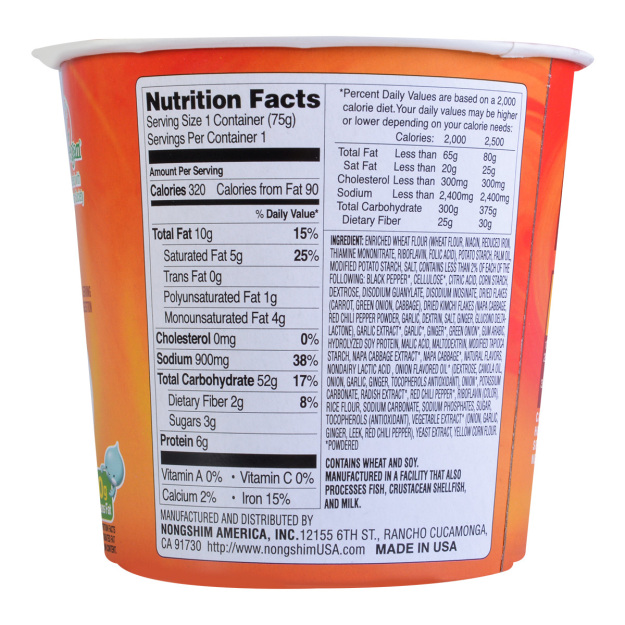 Nutrition Facts
Serving Size 1 Container (75g)
Servings Per Container 1
Amount Per Serving
Calories 320 Calories from Fat 90
% Daily Value*
Total Fat 10g 15%
Saturated Fat 5g 25%
Trans Fat 0g
Polyunsaturated Fat 1g
Monounsaturated Fat 4g
Cholesterol 0mg 0%
Sodium 900mg 38%
Total Carbohydrate 52g 17%
Dietary Fiber 2g 8%
Sugars 3g
Protein 6g
Vitamin A 0% • Vitamin C 0%
Calcium 2% • Iron 15%
*Percent Daily Values are based on a 2,000
calorie diet.Your daily values may be higher
or lower depending on your calorie needs:
Calories: 2,000 2,500
Total Fat Less than 65g 80g
Sat Fat Less than 20g 25g
Cholesterol Less than 300mg 300mg
Sodium Less than 2,400mg 2,400mg
Total Carbohydrate 300g 375g
Dietary Fiber 25g 30g
INGREDIENT: ENRICHED WHEAT FLOUR (WHEAT FLOUR, NIACIN, REDUCED IRON,
THIAMINE MONONITRATE, RIBOFLAVIN, FOLIC ACID), POTATO STARCH, PALM OIL,
MODIFIED POTATO STARCH, SALT, CONTAINS LESS THAN 2% OF EACH OF THE
FOLLOWING: BLACK PEPPER*, CELLULOSE*, CITRIC ACID, CORN STARCH,
DEXTROSE, DISODIUM GUANYLATE, DISODIUM INOSINATE, DRIED FLAKES
(CARROT, GREEN ONION, CABBAGE), DRIED KIMCHI FLAKES (NAPA CABBAGE,
RED CHILI PEPPER POWDER, GARLIC, DEXTRIN, SALT, GINGER, GLUCONO DELTA-
LACTONE), GARLIC EXTRACT*, GARLIC*, GINGER*, GREEN ONION*, GUM ARABIC,
HYDROLYZED SOY PROTEIN, MALIC ACID, MALTODEXTRIN, MODIFIED TAPIOCA
STARCH, NAPA CABBAGE EXTRACT*, NAPA CABBAGE*, NATURAL FLAVORS,
NONDAIRY LACTIC ACID, ONION FLAVORED OIL* (DEXTROSE, CANOLA OIL,
ONION, GARLIC, GINGER, TOCOPHEROLS ANTIOXIDANT), ONION*, POTASSIUM
CARBONATE, RADISH EXTRACT*, RED CHILI PEPPER*, RIBOFLAVIN (COLOR),
RICE FLOUR, SODIUM CARBONATE, SODIUM PHOSPHATES, SUGAR,
TOCOPHEROLS (ANTIOXIDANT), VEGETABLE EXTRACT* (ONION, GARLIC,
GINGER, LEEK, RED CHILI PEPPER), YEAST EXTRACT, YELLOW CORN FLOUR.
*POWDERED
CONTAINS WHEAT AND SOY.
MANUFACTURED IN A FACILITY THAT ALSO
PROCESSES FISH, CRUSTACEAN SHELLFISH,
AND MILK.
MANUFACTURED AND DISTRIBUTED BY
NONGSHIM AMERICA, INC. 12155 6TH ST., RANCHO CUCAMONGA,
CA 91730 http://www.nongshimUSA.com MADE IN USA